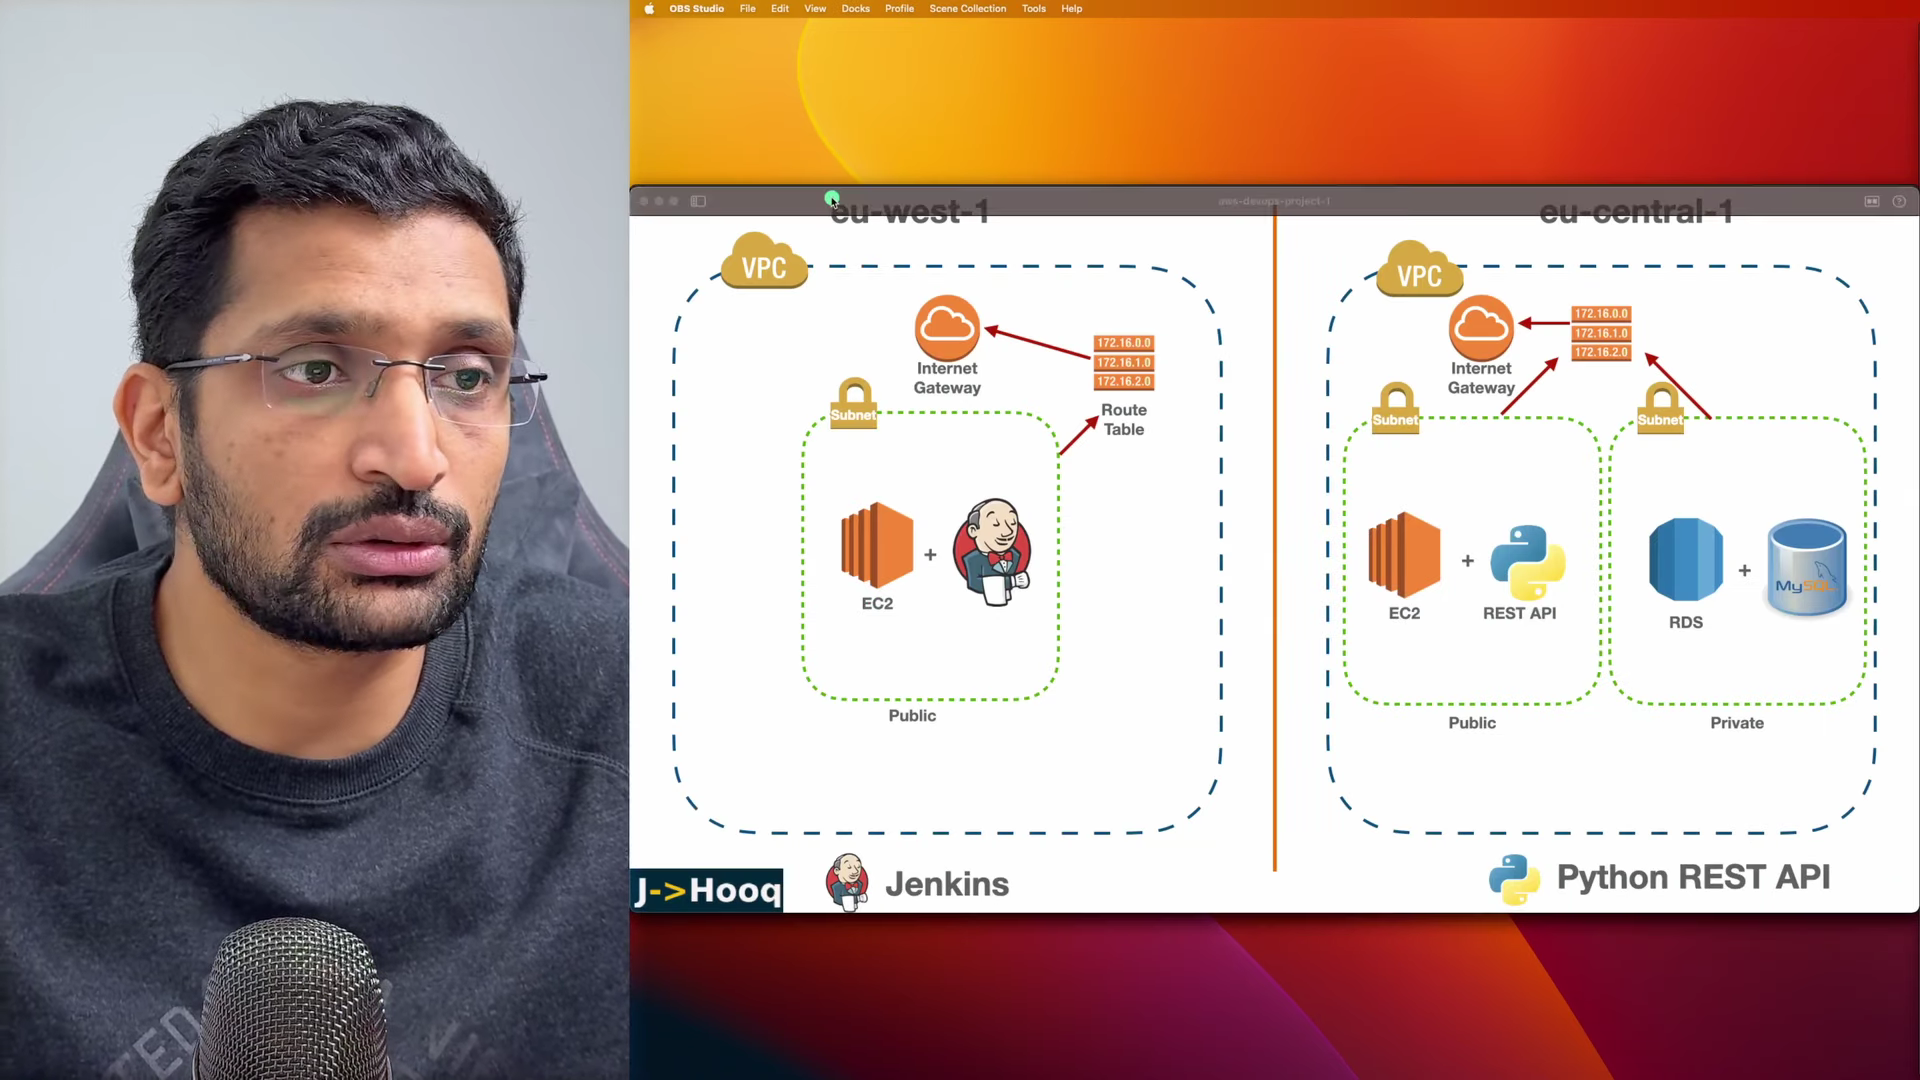 OBS Studio File Edit View Docks Profile Scene Collection Tools Help
aws-devops-project-1
eu-west-1
VPC
Internet
Gateway
172.16.0.0
172.16.1.0
172.16.2.0
Route
Table
Subnet
EC2
+
Public
Jenkins
J->Hooq
eu-central-1
VPC
Internet
Gateway
172.16.0.0
172.16.1.0
172.16.2.0
Subnet
Subnet
EC2
+
REST API
RDS
+
MySQL
Public
Private
Python REST API